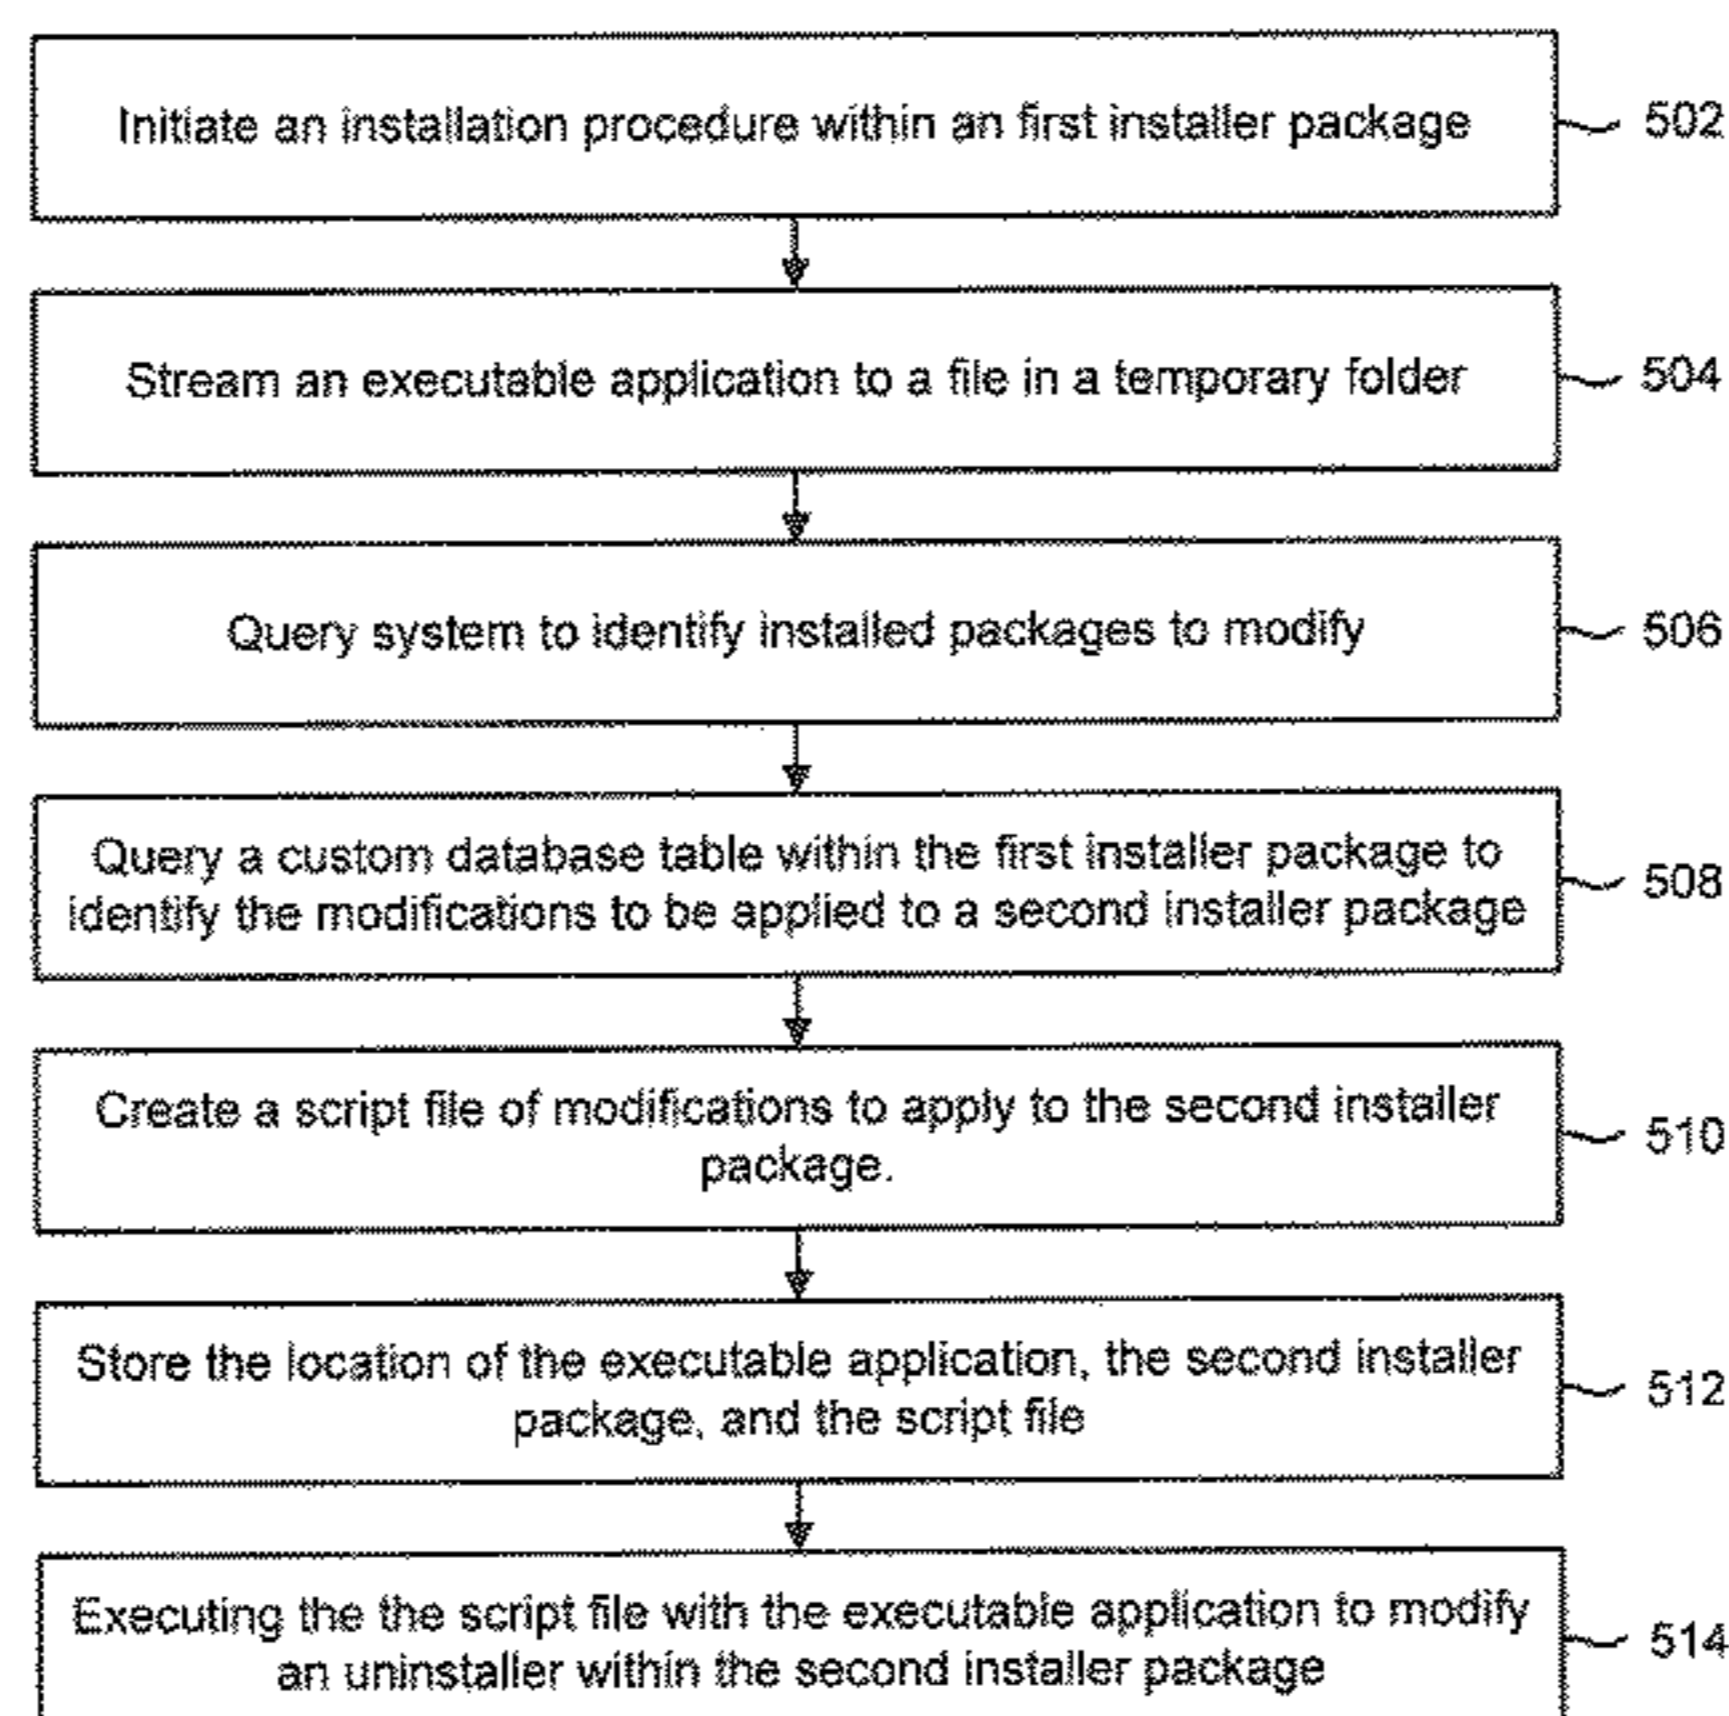 Initiate an installation procedure within an first installer package
502
Stream an executable application to a file in a temporary folder
504
Query system to identify installed packages to modify
506
Query a custom database table within the first installer package to
identify the modifications to be applied to a second installer package
508
Create a script file of modifications to apply to the second installer
package.
510
Store the location of the executable application, the second installer
package, and the script file
512
Executing the the script file with the executable application to modify
an uninstaller within the second installer package
514